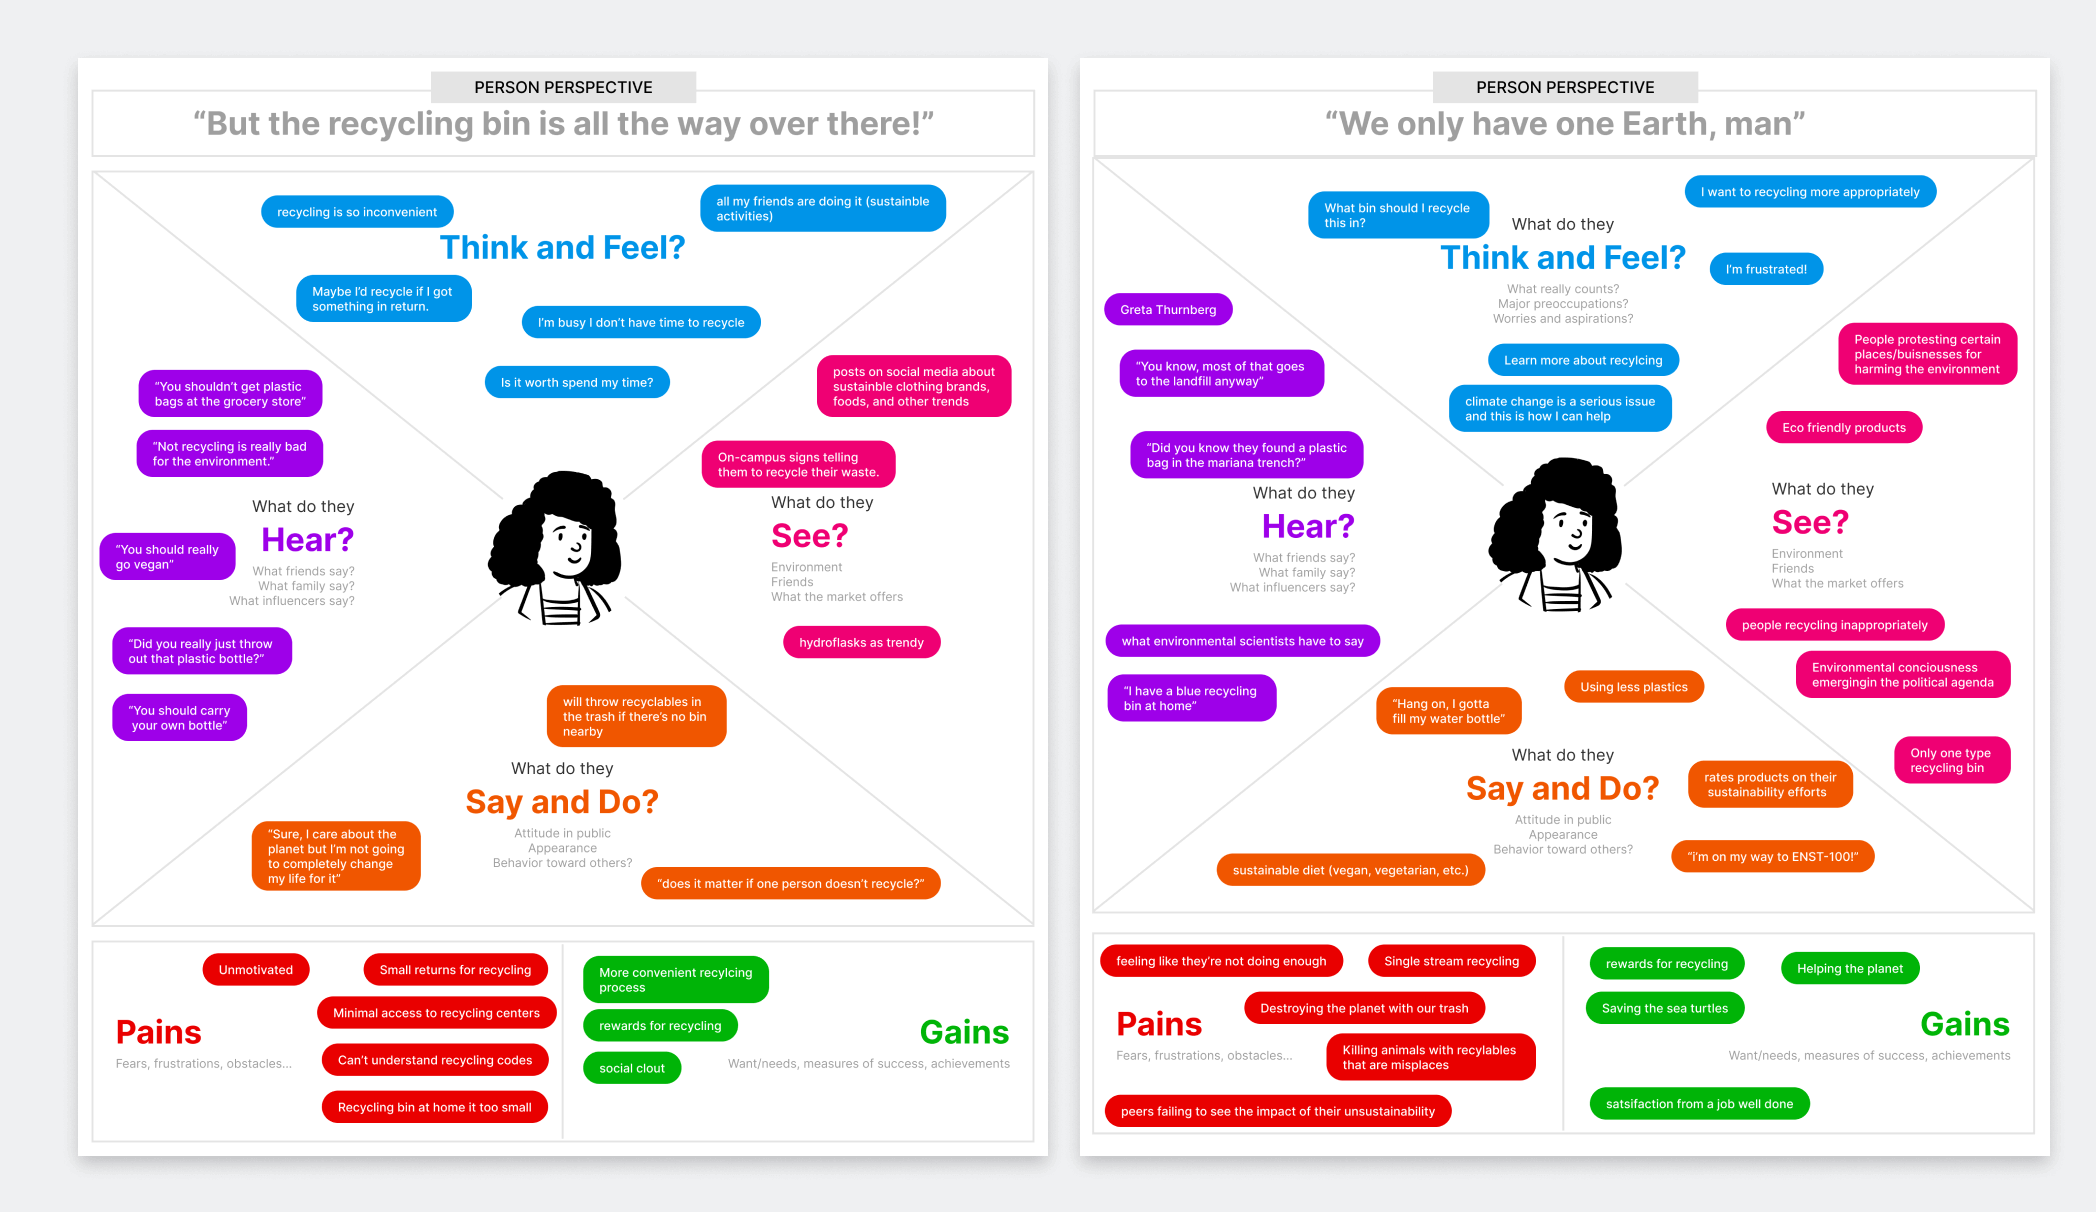 PERSON PERSPECTIVE
“But the recycling bin is all the way over there!”
recycling is so inconvenient
all my friends are doing it (sustainble
activities)
Think and Feel?
Maybe I’d recycle if I got
something in return.
I’m busy I don’t have time to recycle
Is it worth spend my time?
posts on social media about
sustainble clothing brands,
foods, and other trends
“You shouldn’t get plastic
bags at the grocery store”
“Not recycling is really bad
for the environment.”
On-campus signs telling
them to recycle their waste.
What do they
Hear?
What friends say?
What family say?
What influencers say?
“You should really
go vegan”
What do they
See?
Environment
Friends
What the market offers
“Did you really just throw
out that plastic bottle?”
hydroflasks as trendy
“You should carry
your own bottle”
will throw recyclables in
the trash if there’s no bin
nearby
What do they
Say and Do?
Attitude in public
Appearance
Behavior toward others?
“Sure, I care about the
planet but I’m not going
to completely change
my life for it”
“does it matter if one person doesn’t recycle?”
Unmotivated
Small returns for recycling
Minimal access to recycling centers
Pains
Fears, frustrations, obstacles...
Can’t understand recycling codes
Recycling bin at home it too small
More convenient recylcing
process
rewards for recycling
social clout
Gains
Want/needs, measures of success, achievements
PERSON PERSPECTIVE
“We only have one Earth, man”
What bin should I recycle
this in?
I want to recycling more appropriately
What do they
Think and Feel?
What really counts?
Major preoccupations?
Worries and aspirations?
I’m frustrated!
Greta Thurnberg
Learn more about recylcing
People protesting certain
places/buisnesses for
harming the environment
“You know, most of that goes
to the landfill anyway”
climate change is a serious issue
and this is how I can help
Eco friendly products
“Did you know they found a plastic
bag in the mariana trench?”
What do they
Hear?
What friends say?
What family say?
What influencers say?
What do they
See?
Environment
Friends
What the market offers
what environmental scientists have to say
people recycling inappropriately
“I have a blue recycling
bin at home“
Environmental conciousness
emergingin the political agenda
“Hang on, I gotta
fill my water bottle”
Using less plastics
What do they
Say and Do?
Attitude in public
Appearance
Behavior toward others?
Only one type
recycling bin
rates products on their
sustainability efforts
sustainable diet (vegan, vegetarian, etc.)
“i’m on my way to ENST-100!”
feeling like they’re not doing enough
Single stream recycling
Destroying the planet with our trash
Pains
Fears, frustrations, obstacles...
Killing animals with recylables
that are misplaces
peers failing to see the impact of their unsustainability
rewards for recycling
Helping the planet
Saving the sea turtles
Gains
Want/needs, measures of success, achievements
satsifaction from a job well done